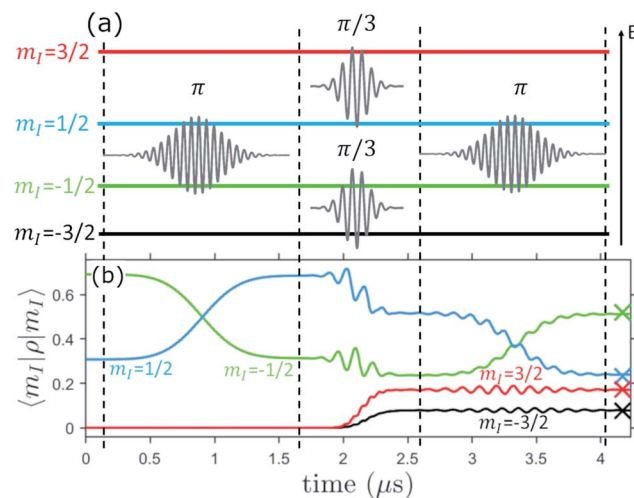 (a)
π/3
E
m_I=3/2
π
π
m_I=1/2
π/3
m_I=-1/2
m_I=-3/2
(b)
0.6
0.4
0.2
0
⟨m_I|ρ|m_I⟩
m_I=1/2
m_I=-1/2
m_I=3/2
m_I=-3/2
0 0.5 1 1.5 2 2.5 3 3.5 4
time (μs)